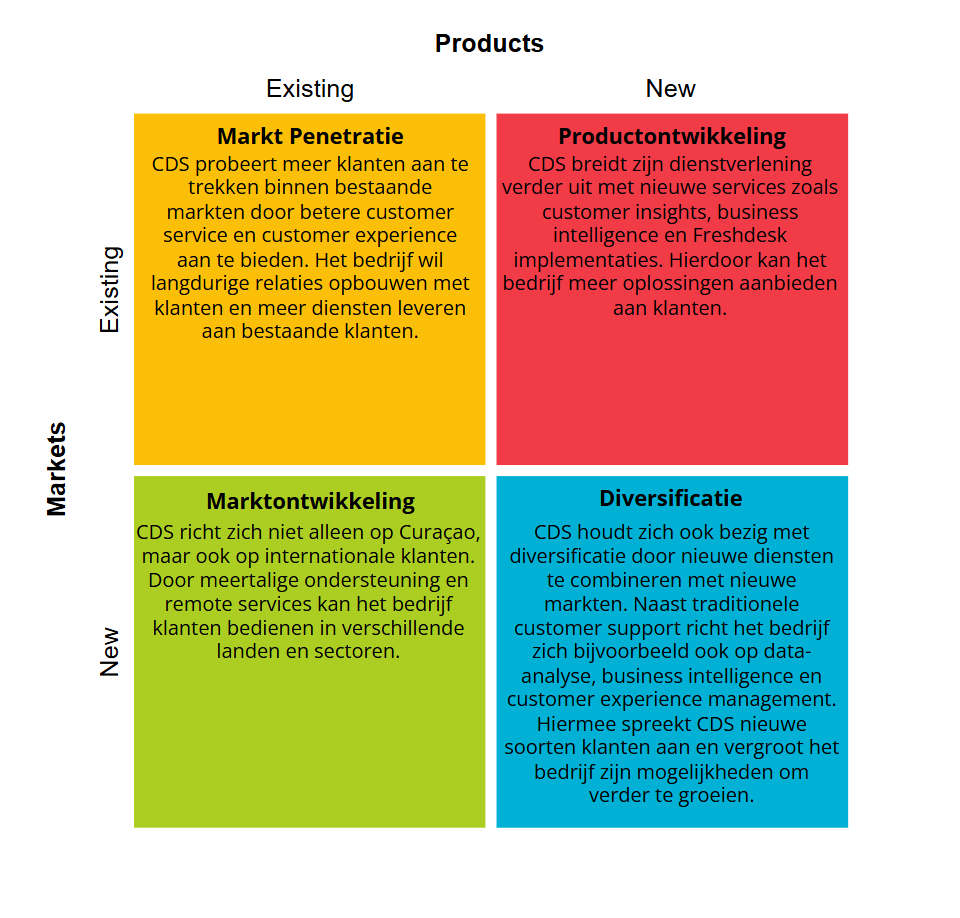 Products
Existing
New
Markt Penetratie
CDS probeert meer klanten aan te
trekken binnen bestaande
markten door betere customer
service en customer experience
aan te bieden. Het bedrijf wil
langdurige relaties opbouwen met
klanten en meer diensten leveren
aan bestaande klanten.
Productontwikkeling
CDS breidt zijn dienstverlening
verder uit met nieuwe services zoals
customer insights, business
intelligence en Freshdesk
implementaties. Hierdoor kan het
bedrijf meer oplossingen aanbieden
aan klanten.
Existing
Markets
New
Marktontwikkeling
CDS richt zich niet alleen op Curaçao,
maar ook op internationale klanten.
Door meertalige ondersteuning en
remote services kan het bedrijf
klanten bedienen in verschillende
landen en sectoren.
Diversificatie
CDS houdt zich ook bezig met
diversificatie door nieuwe diensten
te combineren met nieuwe
markten. Naast traditionele
customer support richt het bedrijf
zich bijvoorbeeld ook op data-
analyse, business intelligence en
customer experience management.
Hiermee spreekt CDS nieuwe
soorten klanten aan en vergroot het
bedrijf zijn mogelijkheden om
verder te groeien.